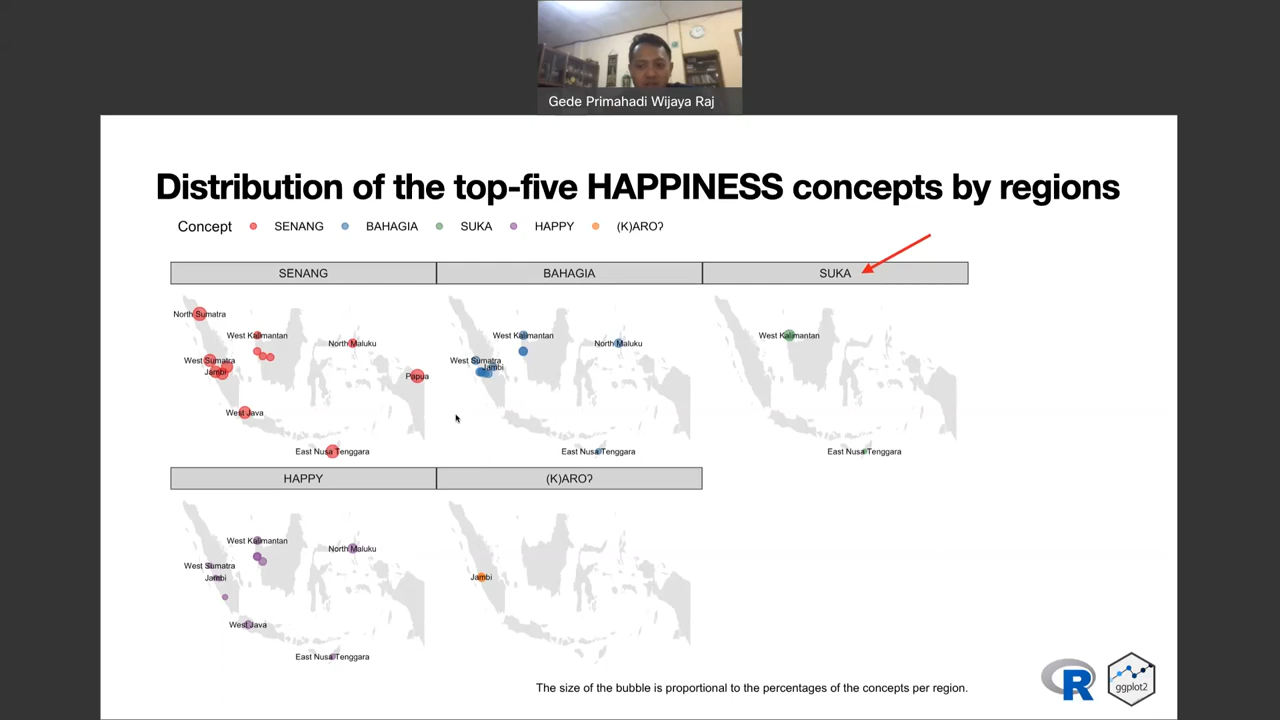 Gede Primahadi Wijaya Raj
Distribution of the top-five HAPPINESS concepts by regions
Concept SENANG BAHAGIA SUKA HAPPY (K)AROʔ
SENANG BAHAGIA SUKA
North Sumatra
West Kalimantan
North Maluku
West Sumatra
Jambi
Papua
West Java
East Nusa Tenggara
West Kalimantan
North Maluku
West Sumatra
Jambi
East Nusa Tenggara
West Kalimantan
East Nusa Tenggara
HAPPY (K)AROʔ
West Kalimantan
North Maluku
West Sumatra
Jambi
West Java
East Nusa Tenggara
Jambi
The size of the bubble is proportional to the percentages of the concepts per region.
R
ggplot2